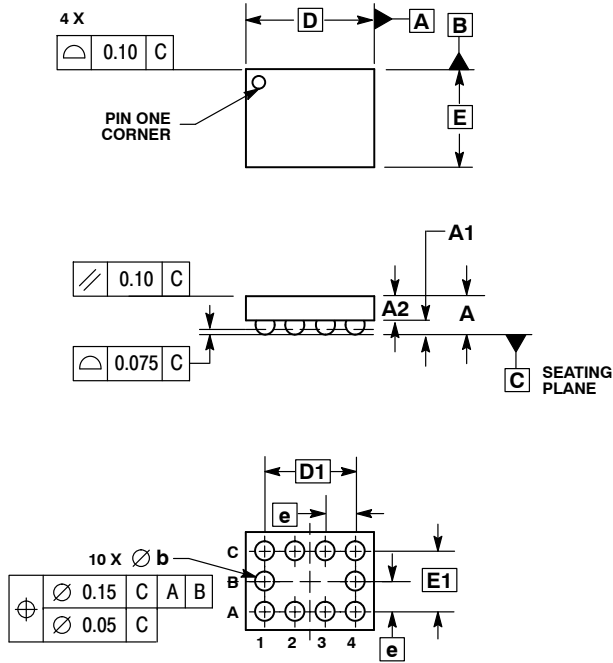 4 X
⌓ 0.10 C
D
A
B
PIN ONE
CORNER
E
A1
⫽ 0.10 C
A2
A
⌓ 0.075 C
C
SEATING
PLANE
D1
e
10 X ∅ b
C
B
A
⌖ ∅ 0.15 C A B
∅ 0.05 C
E1
e
1 2 3 4